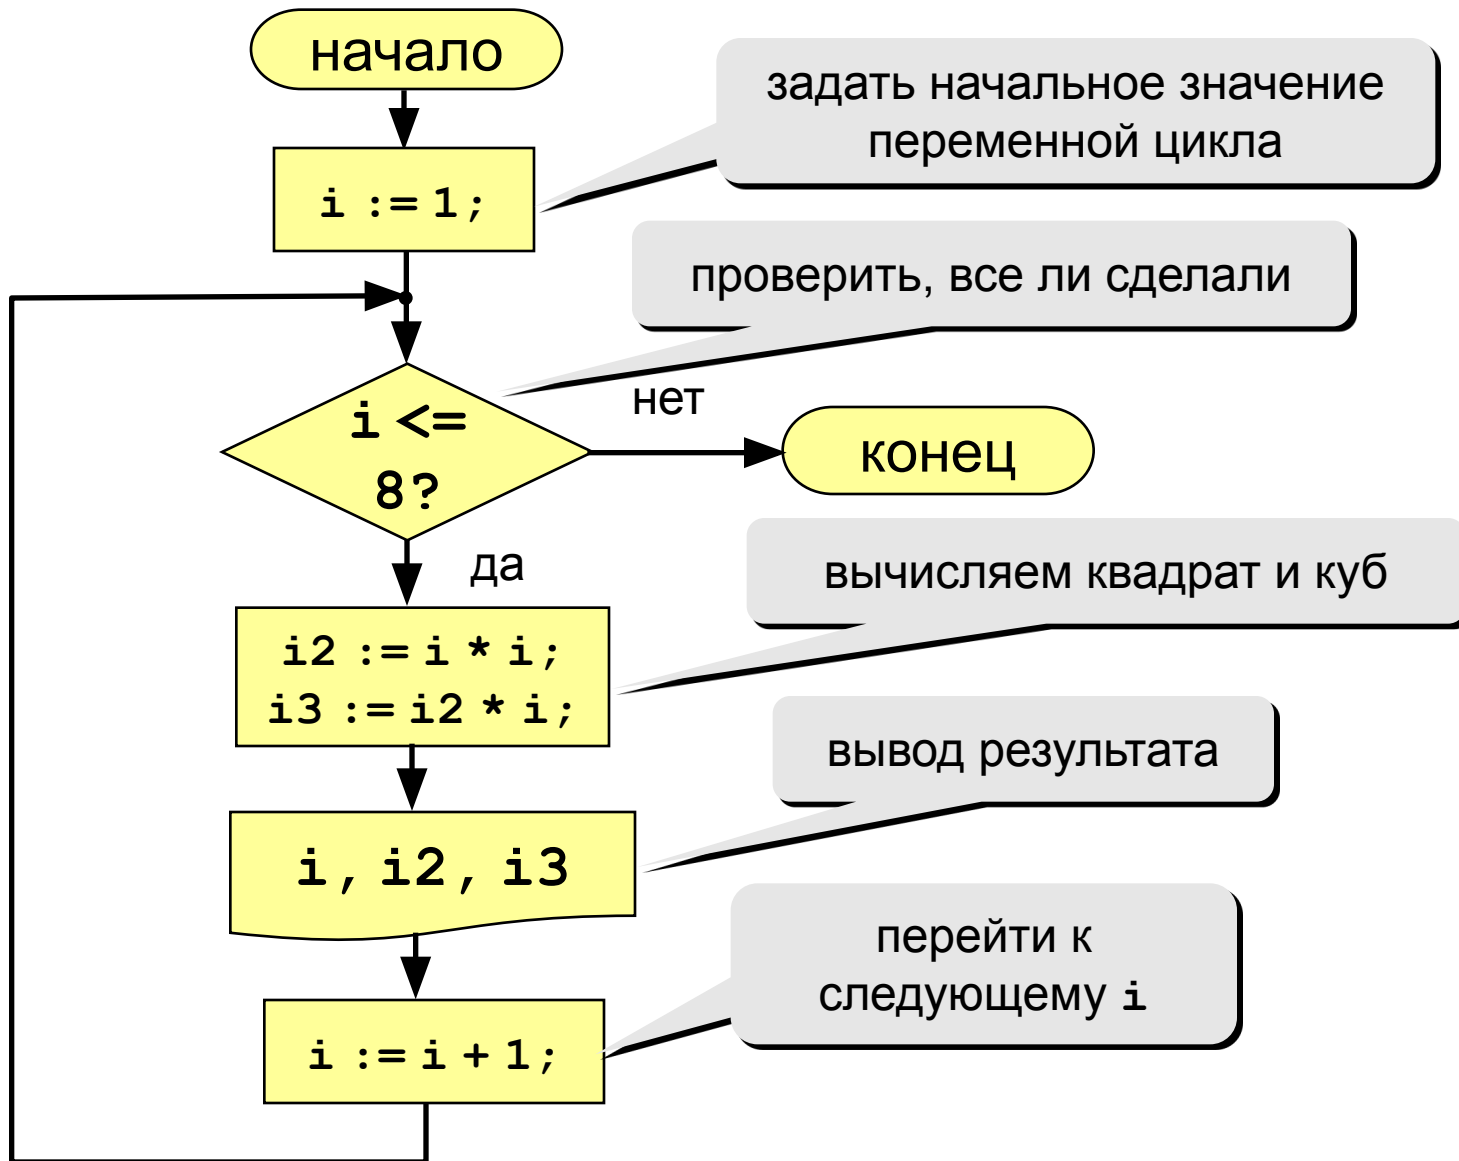 начало
задать начальное значение
переменной цикла
i := 1;
проверить, все ли сделали
i <=
8?
нет
конец
да
вычисляем квадрат и куб
i2 := i * i;
i3 := i2 * i;
вывод результата
i, i2, i3
перейти к
следующему i
i := i + 1;